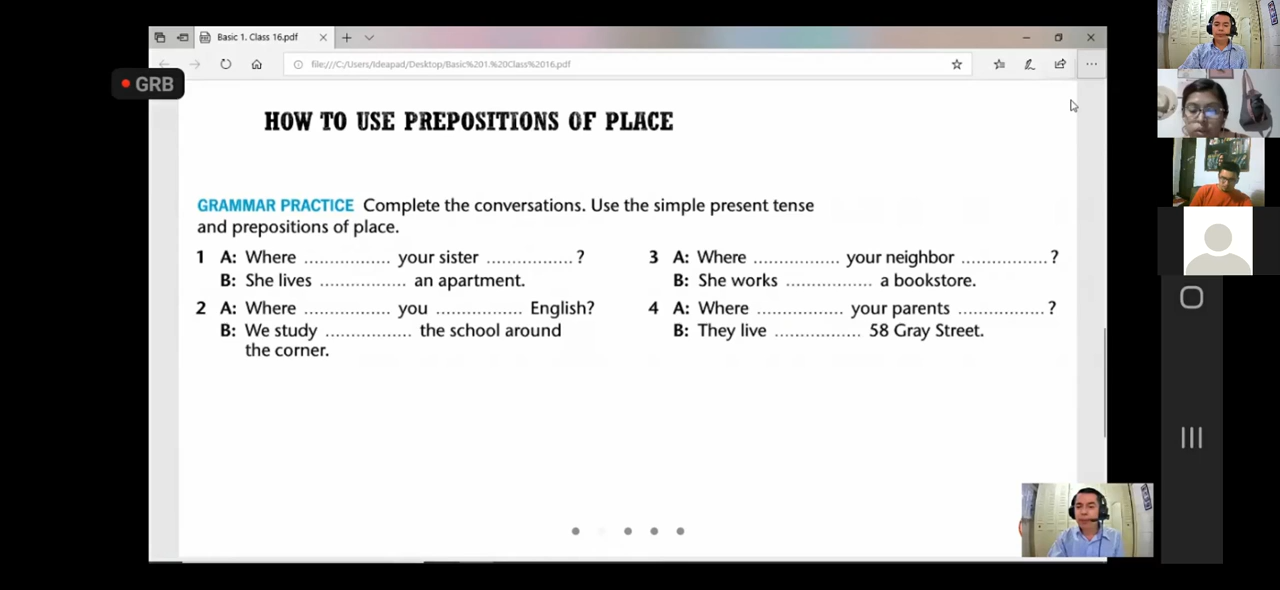 Basic 1. Class 16.pdf
file:///C:/Users/Ideapad/Desktop/Basic%201.%20Class%2016.pdf
GRB
HOW TO USE PREPOSITIONS OF PLACE
GRAMMAR PRACTICE Complete the conversations. Use the simple present tense
and prepositions of place.
1 A: Where ................ your sister ................ ?
B: She lives ................ an apartment.
2 A: Where ................ you ................ English?
B: We study ................ the school around
the corner.
3 A: Where ................ your neighbor ................ ?
B: She works ................ a bookstore.
4 A: Where ................ your parents ................ ?
B: They live ................ 58 Gray Street.